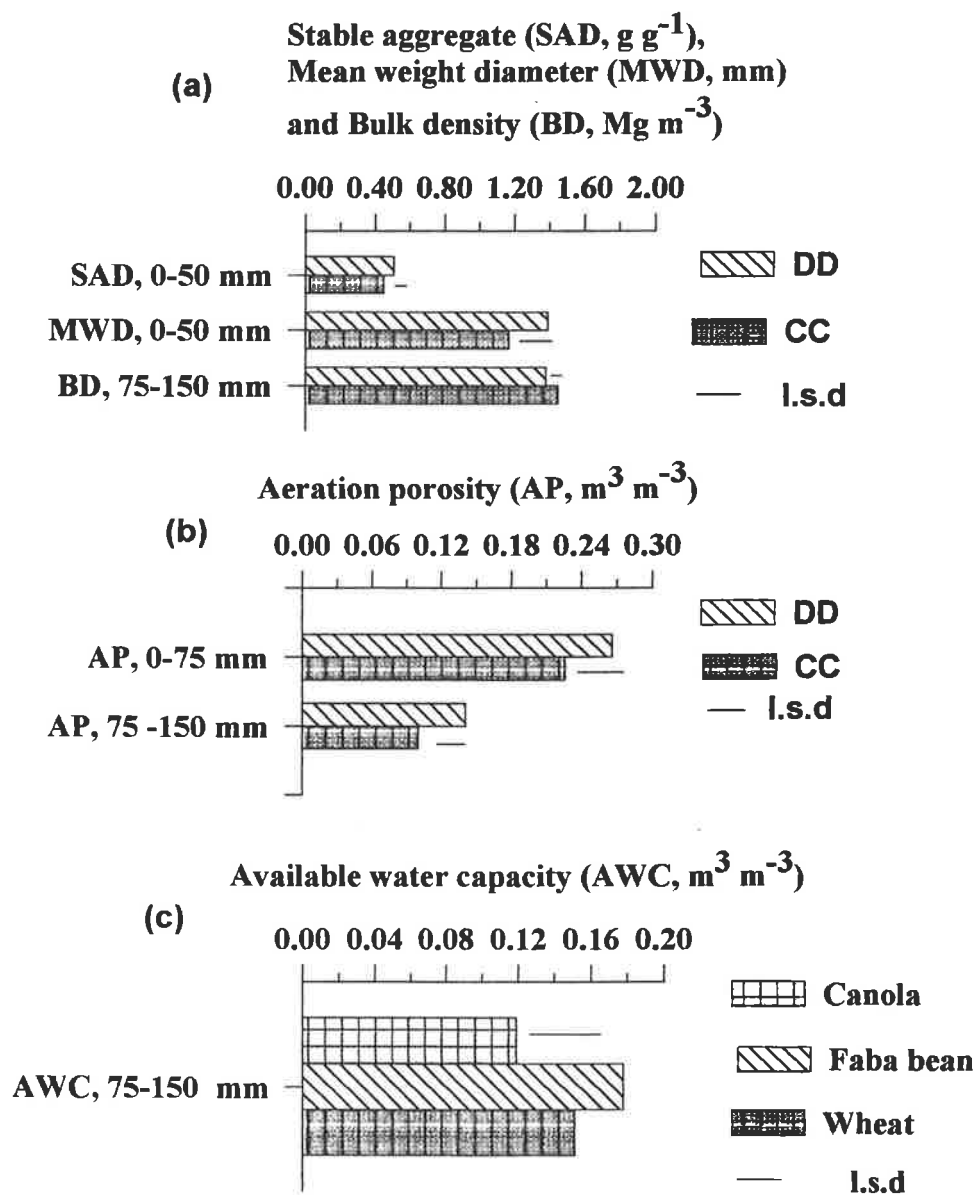 (a)
Stable aggregate (SAD, g g⁻¹),
Mean weight diameter (MWD, mm)
and Bulk density (BD, Mg m⁻³)
0.00 0.40 0.80 1.20 1.60 2.00
SAD, 0-50 mm
MWD, 0-50 mm
BD, 75-150 mm
DD
CC
l.s.d
Aeration porosity (AP, m³ m⁻³)
(b)
0.00 0.06 0.12 0.18 0.24 0.30
AP, 0-75 mm
AP, 75 -150 mm
DD
CC
l.s.d
Available water capacity (AWC, m³ m⁻³)
(c)
0.00 0.04 0.08 0.12 0.16 0.20
AWC, 75-150 mm
Canola
Faba bean
Wheat
l.s.d